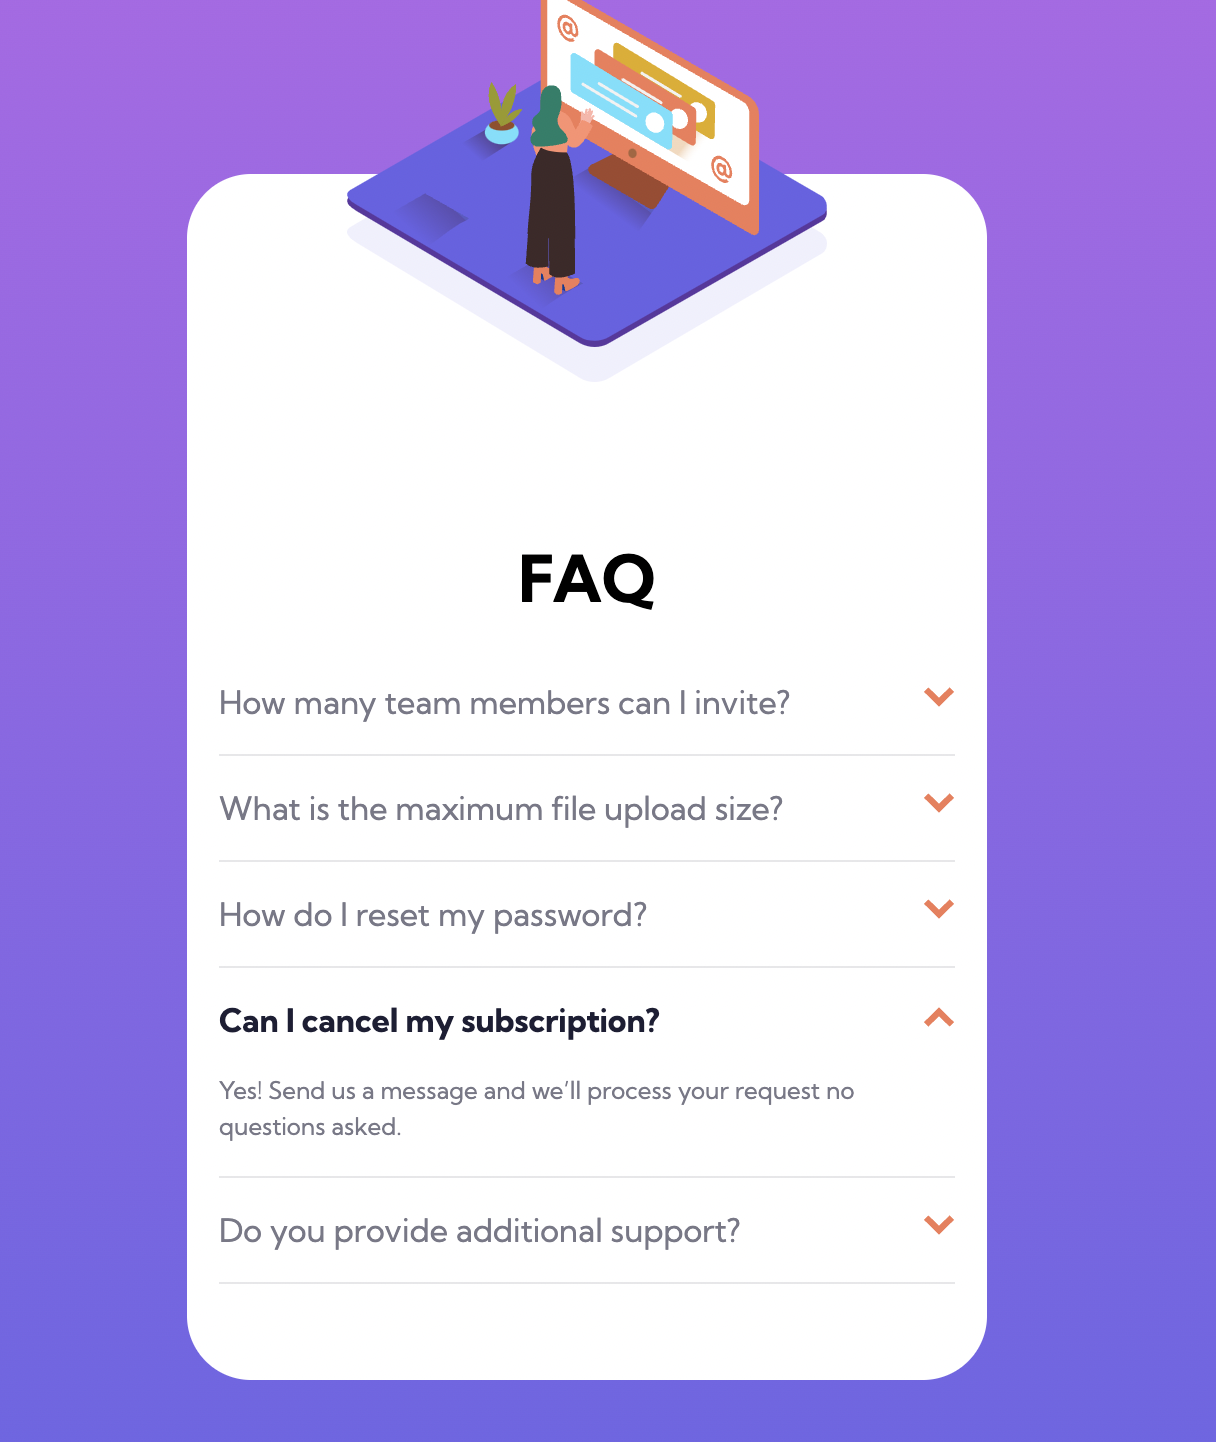 @
@
FAQ
How many team members can I invite?
What is the maximum file upload size?
How do I reset my password?
Can I cancel my subscription?
Yes! Send us a message and we’ll process your request no
questions asked.
Do you provide additional support?